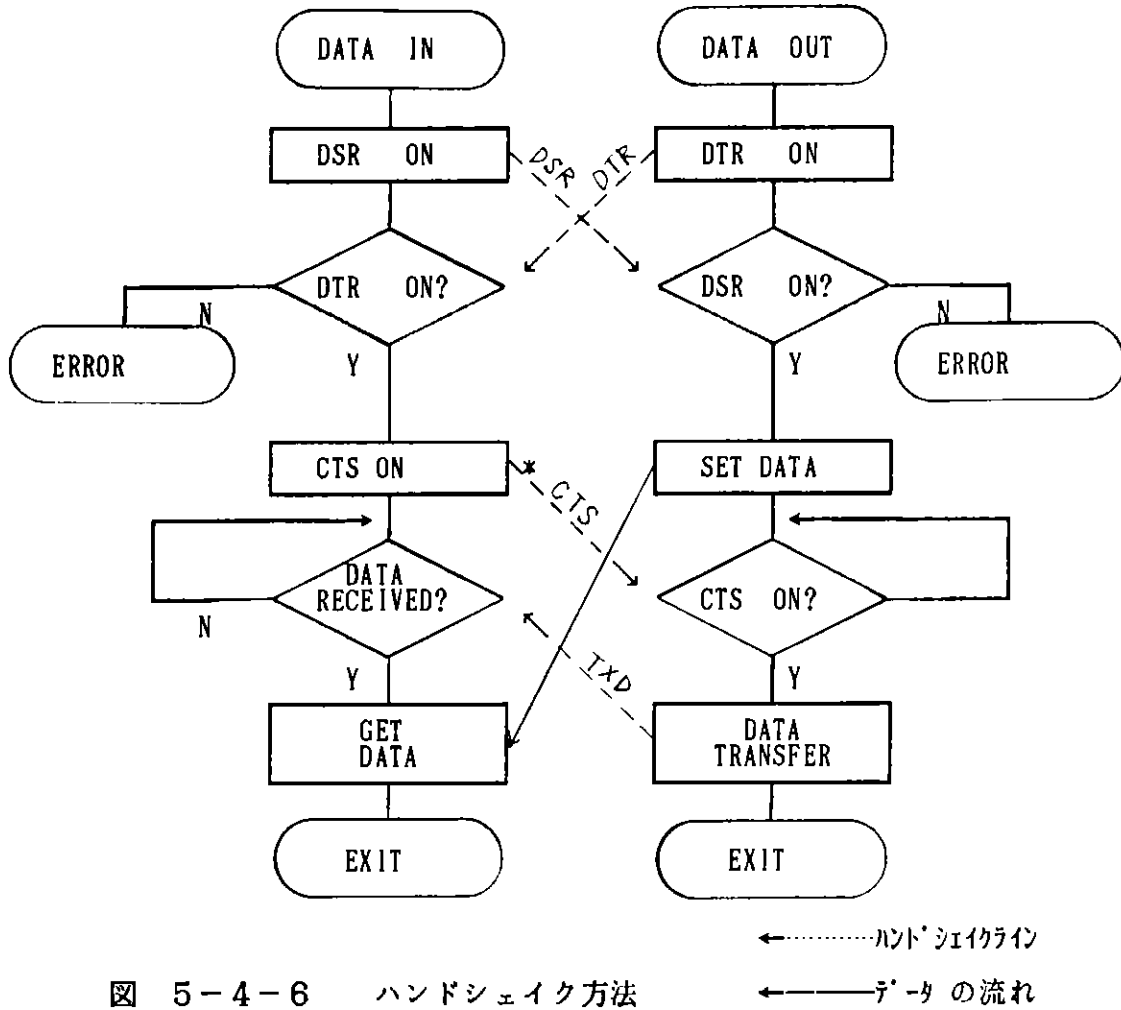 DATA IN
DATA OUT
DSR ON
DSR
DTR
DTR ON
DTR ON?
DSR ON?
N
N
ERROR
Y
Y
ERROR
CTS ON
* CTS
SET DATA
DATA
RECEIVED?
CTS ON?
N
TXD
Y
Y
GET
DATA
DATA
TRANSFER
EXIT
EXIT
ハンドシェイクライン
図 5-4-6 ハンドシェイク方法
データ の流れ